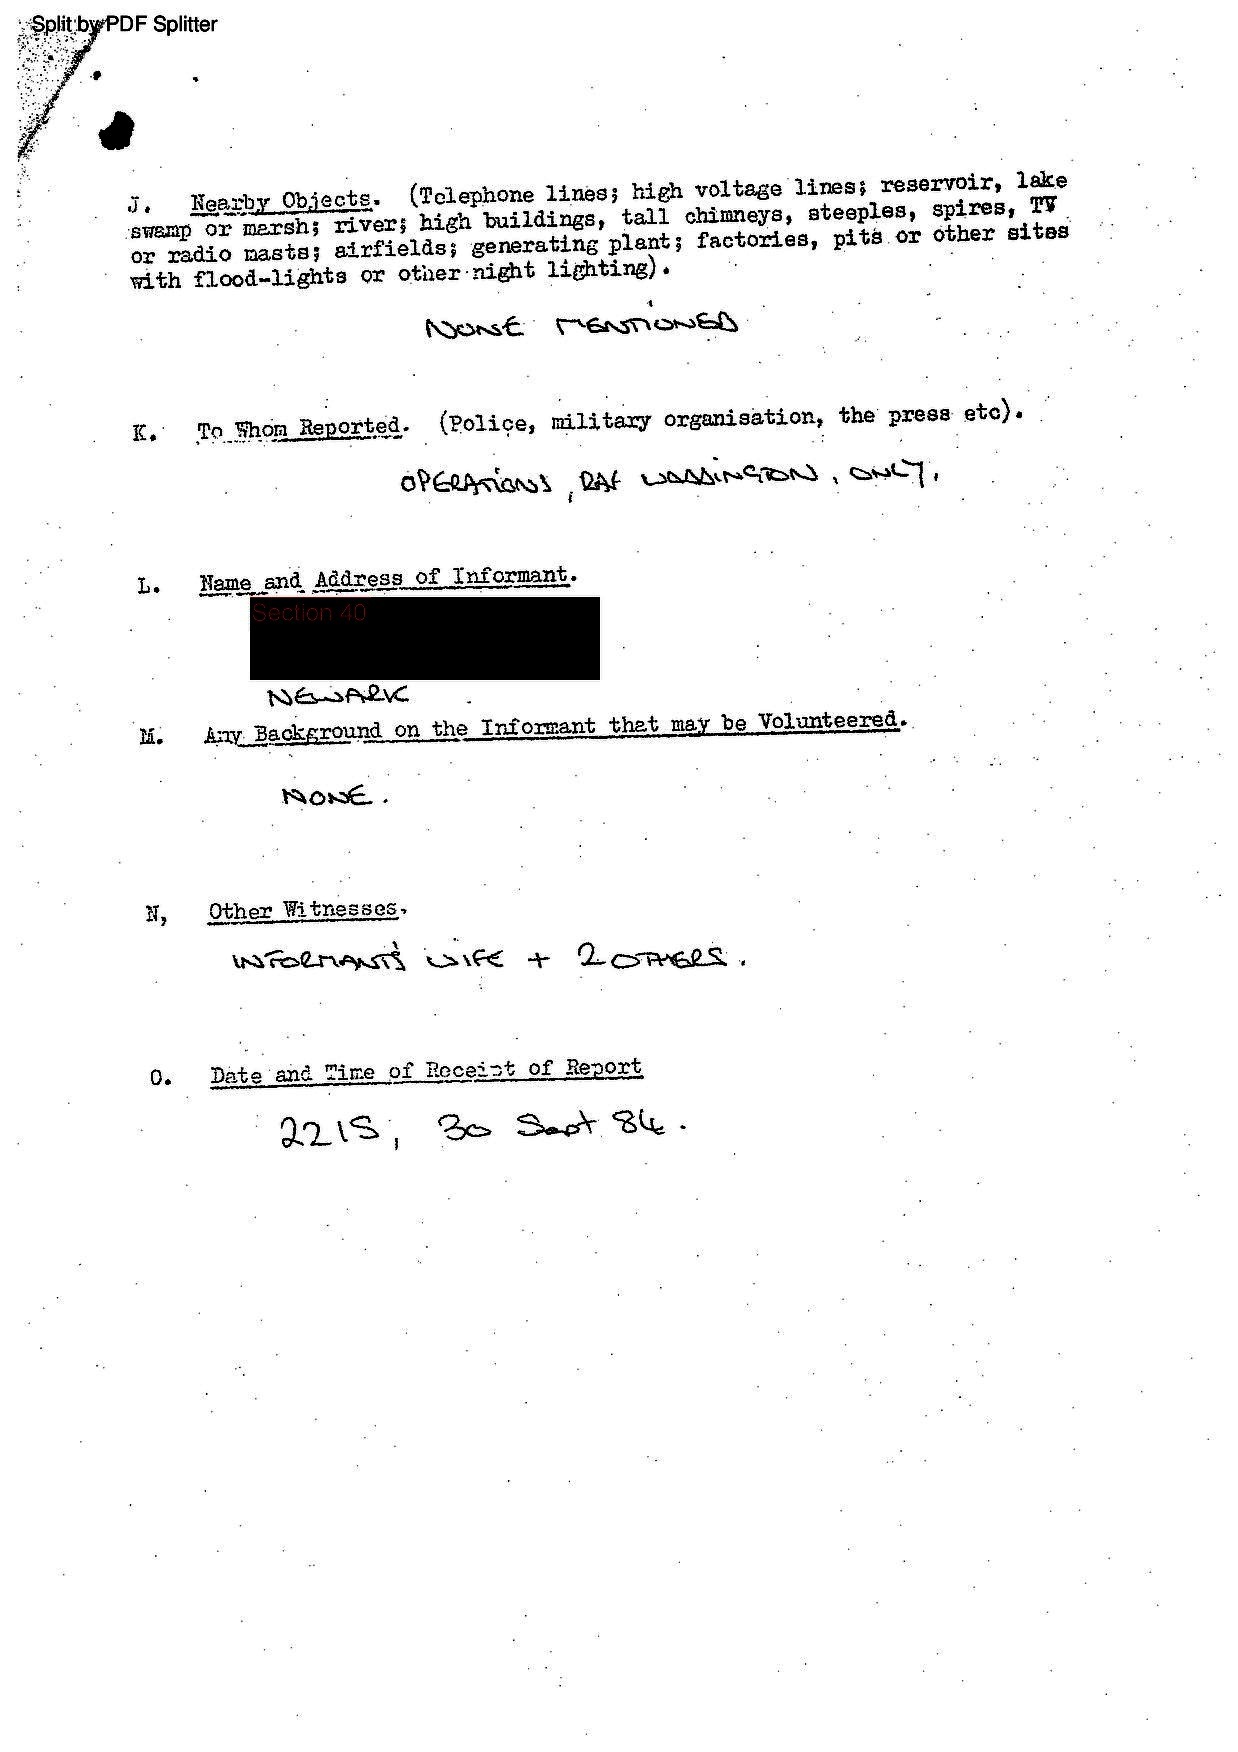 Split by PDF Splitter
J. Nearby Objects. (Telephone lines; high voltage lines; reservoir, lake
swamp or marsh; river; high buildings, tall chimneys, steeples, spires, TV
or radio masts; airfields; generating plant; factories, pits or other sites
with flood-lights or other night lighting).
NONE MENTIONED
K. To Whom Reported. (Police, military organisation, the press etc).
OPERATIONS, RAF WADDINGTON, ONLY.
L. Name and Address of Informant.
Section 40
NEWARK
M. Any Background on the Informant that may be Volunteered.
NONE.
N, Other Witnesses.
INFORMANT'S WIFE + 2 OTHERS.
O. Date and Time of Receipt of Report
2215, 30 Sept 84.